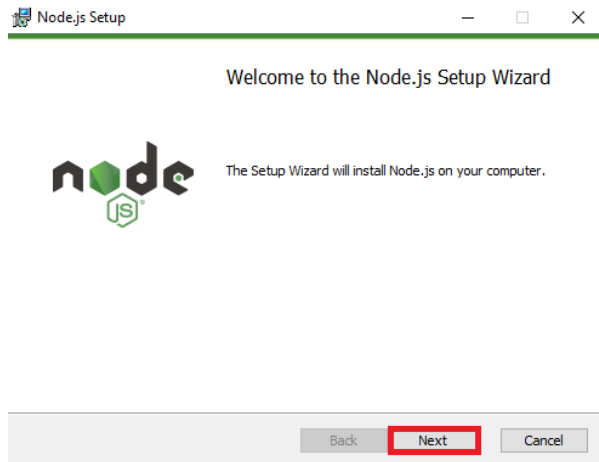 Node.js Setup
Welcome to the Node.js Setup Wizard
The Setup Wizard will install Node.js on your computer.
node
JS
Back Next Cancel